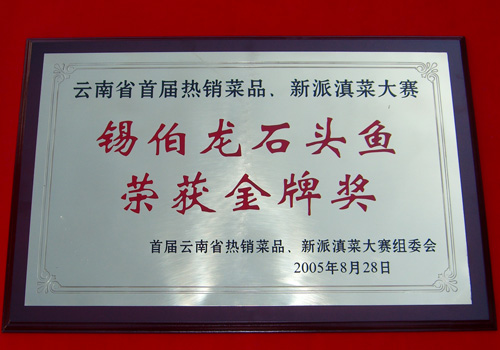 云南省首届热销菜品、新派滇菜大赛
锡伯龙石头鱼
荣获金牌奖
首届云南省热销菜品、新派滇菜大赛组委会
2005年8月28日